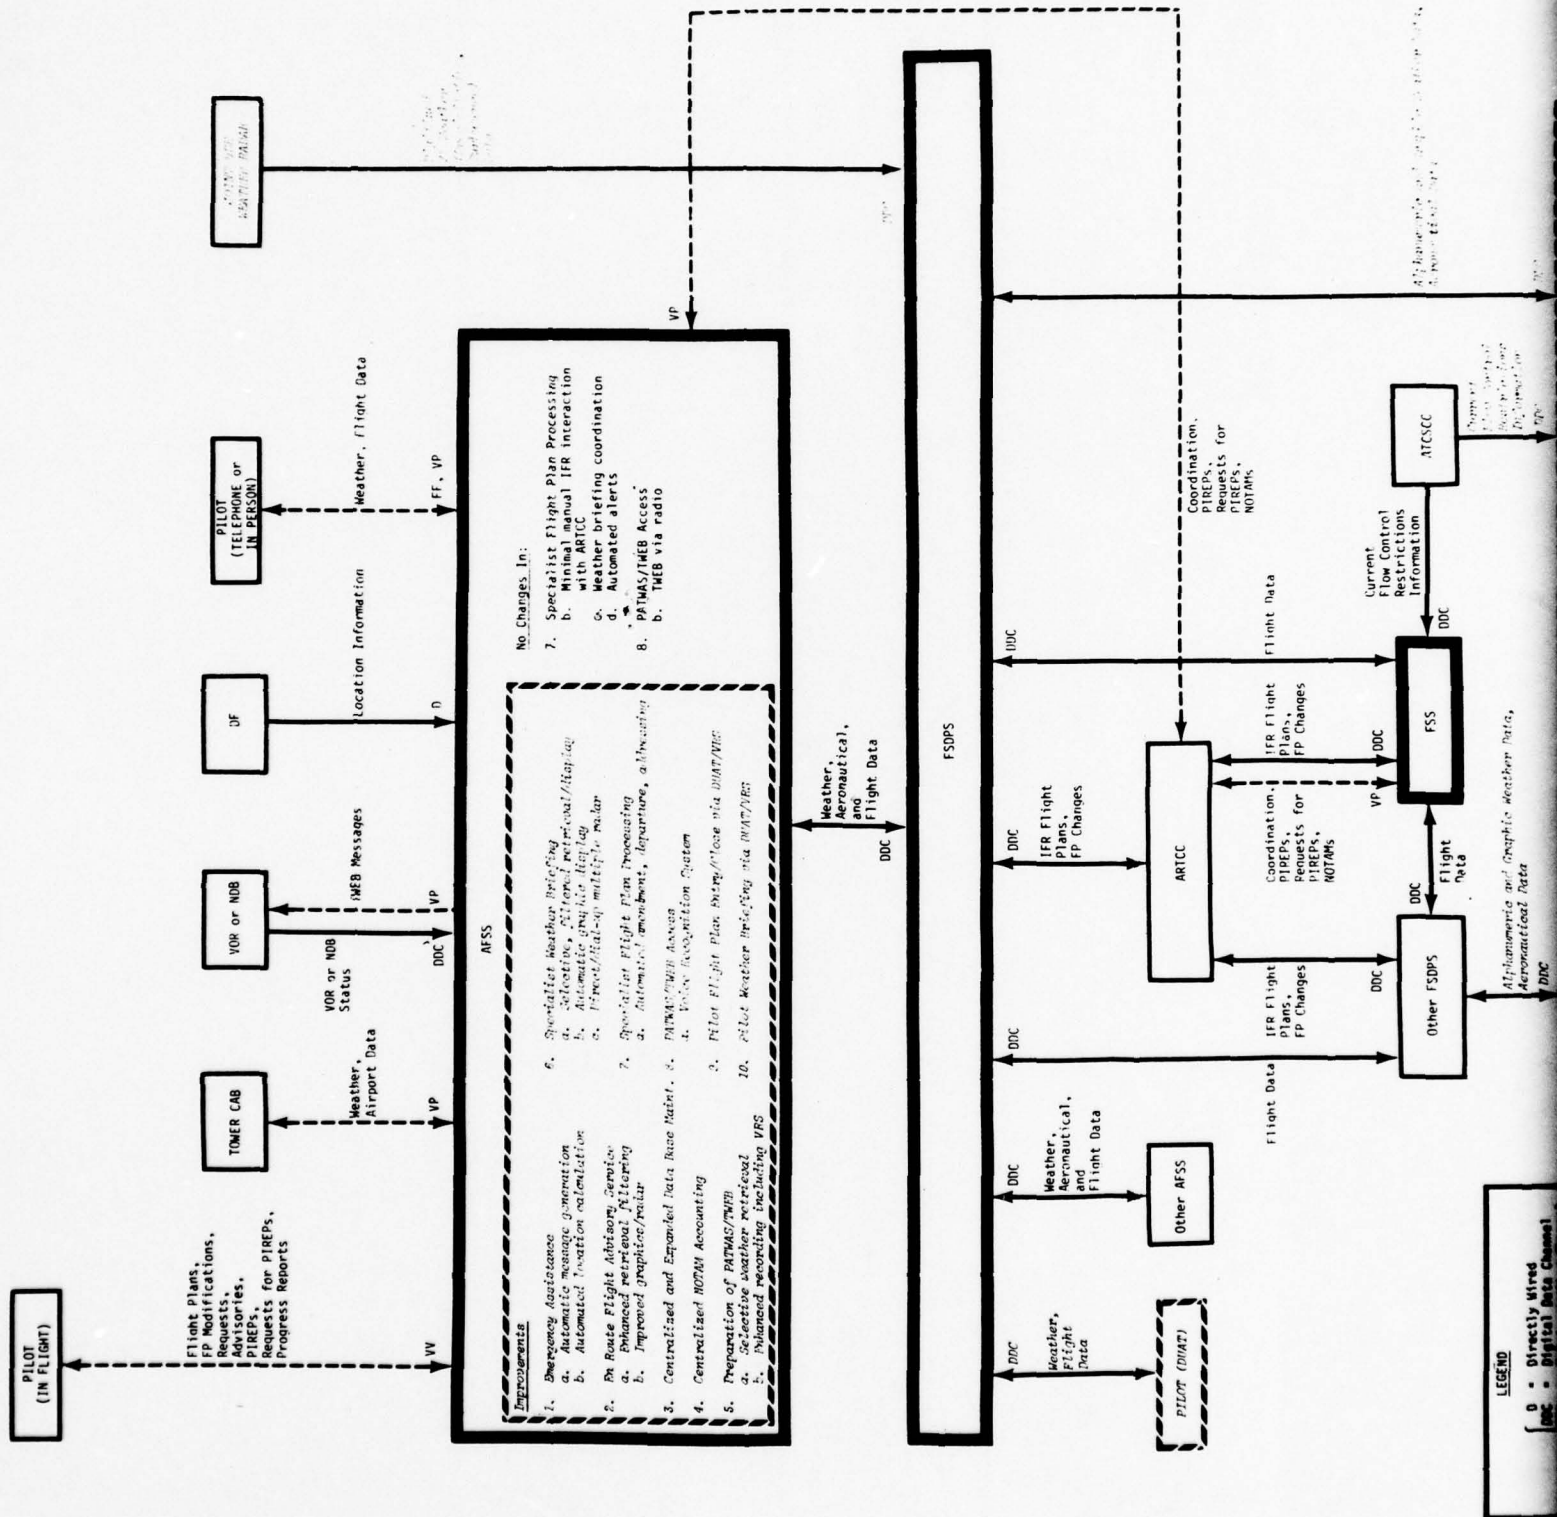 PILOT
(IN FLIGHT)
Flight Plans,
FP Modifications,
Requests,
Advisories,
PIREPs,
Requests for PIREPs,
Progress Reports
VV
TOWER CAB
Weather,
Airport Data
VP
VOR or NDB
VOR or NDB
Status
DDC
TWEB Messages
VP
DF
Location Information
D
PILOT
(TELEPHONE or
IN PERSON)
Weather, Flight Data
FF, VP
WEATHER RADAR
AFSS
Improvements
1. Emergency Assistance
a. Automatic message generation
b. Automated location calculation
2. En Route Flight Advisory Service
a. Enhanced retrieval filtering
b. Improved graphics/radar
3. Centralized and Expanded Data Base Maint.
4. Centralized NOTAM Accounting
5. Preparation of PATWAS/TWEB
a. Selective weather retrieval
b. Enhanced recording including VRS
6. Specialist Weather Briefing
a. Selective, filtered retrieval/display
b. Automatic graphic display
c. Direct/dial-up multiple radar
7. Specialist Flight Plan Processing
a. Automated amendment, departure, addressing
8. PATWAS/TWEB Access
a. Voice Recognition System
9. Pilot Flight Plan Entry/Close via DUAT/VRS
10. Pilot Weather Briefing via DUAT/VRS
No Changes In:
7. Specialist Flight Plan Processing
b. Minimal manual IFR interaction
with ARTCC
c. Weather briefing coordination
d. Automated alerts
8. PATWAS/TWEB Access
b. TWEB via radio
VP
Weather,
Aeronautical,
and
Flight Data
DDC
FSDPS
DDC
Weather,
Flight
Data
PILOT (DUAT)
DDC
Weather,
Aeronautical,
and
Flight Data
Other AFSS
DDC
Flight Data
DDC
IFR Flight
Plans,
FP Changes
ARTCC
DDC
Flight Data
Coordination,
PIREPs,
Requests for
PIREPs,
NOTAMs
IFR Flight
Plans,
FP Changes
DDC
Coordination,
PIREPs,
Requests for
PIREPs,
NOTAMs
VP
IFR Flight
Plans,
FP Changes
DDC
Other FSDPS
DDC
Flight
Data
FSS
DDC
Current
Flow Control
Restrictions
Information
ATCSCC
Alphanumeric and Graphic Weather Data,
Aeronautical Data
DDC
LEGEND
D = Directly Wired
DDC = Digital Data Channel